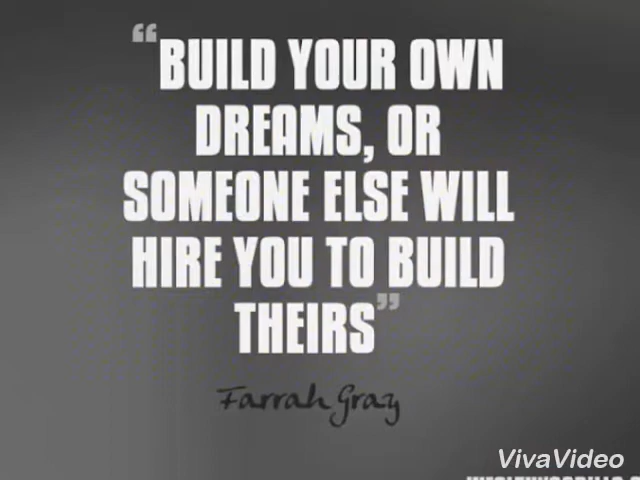 “BUILD YOUR OWN
DREAMS, OR
SOMEONE ELSE WILL
HIRE YOU TO BUILD
THEIRS”
Farrah Gray
VivaVideo